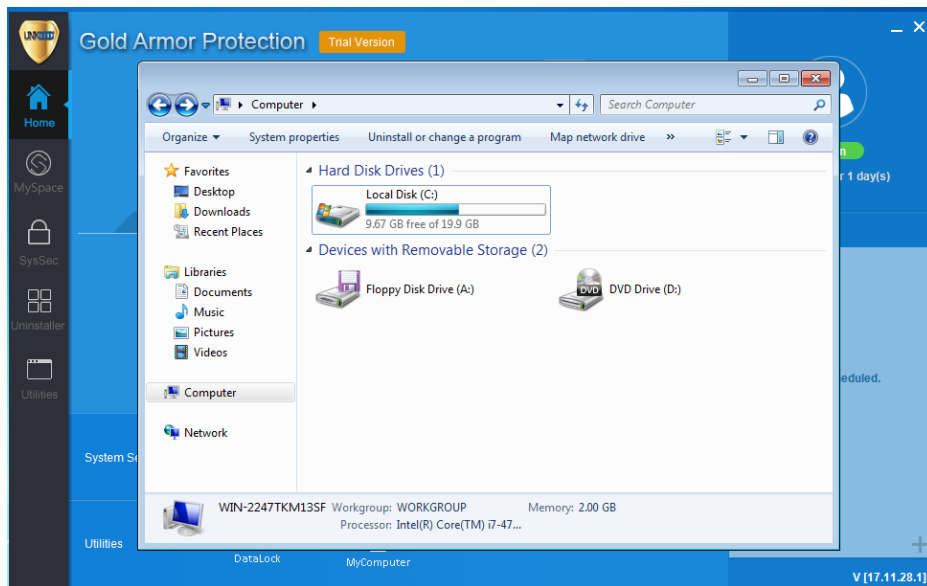 UNKTED
Gold Armor Protection Trial Version
Home
MySpace
SysSec
Uninstaller
Utilities
Computer
Search Computer
Organize System properties Uninstall or change a program Map network drive »
Favorites
Desktop
Downloads
Recent Places
Libraries
Documents
Music
Pictures
Videos
Computer
Network
Hard Disk Drives (1)
Local Disk (C:)
9.67 GB free of 19.9 GB
Devices with Removable Storage (2)
Floppy Disk Drive (A:)
DVD
DVD Drive (D:)
1 day(s)
eduled.
WIN-2247TKM13SF Workgroup: WORKGROUP Memory: 2.00 GB
Processor: Intel(R) Core(TM) i7-47...
System Se
Utilities
DataLock
MyComputer
V [17.11.28.1]